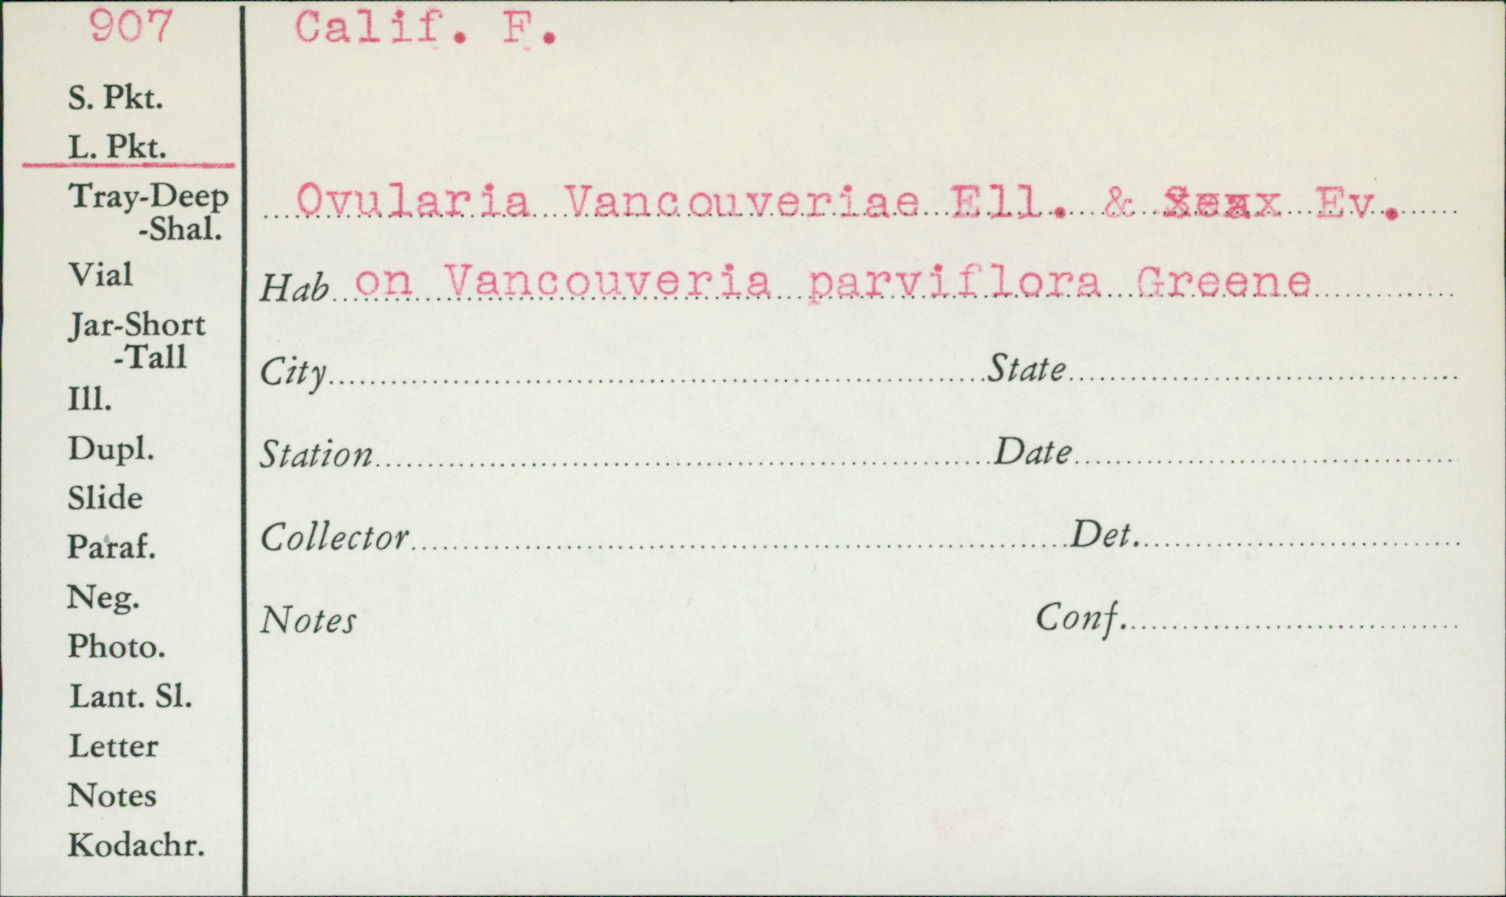 907
Calif. F.
S. Pkt.
L. Pkt.
Tray-Deep
-Shal.
Vial
Jar-Short
-Tall
Ill.
Dupl.
Slide
Paraf.
Neg.
Photo.
Lant. Sl.
Letter
Notes
Kodachr.
Ovularia Vancouveriae Ell. & Ev.
Hab on Vancouveria parviflora Greene
City State
Station Date
Collector Det.
Notes Conf.